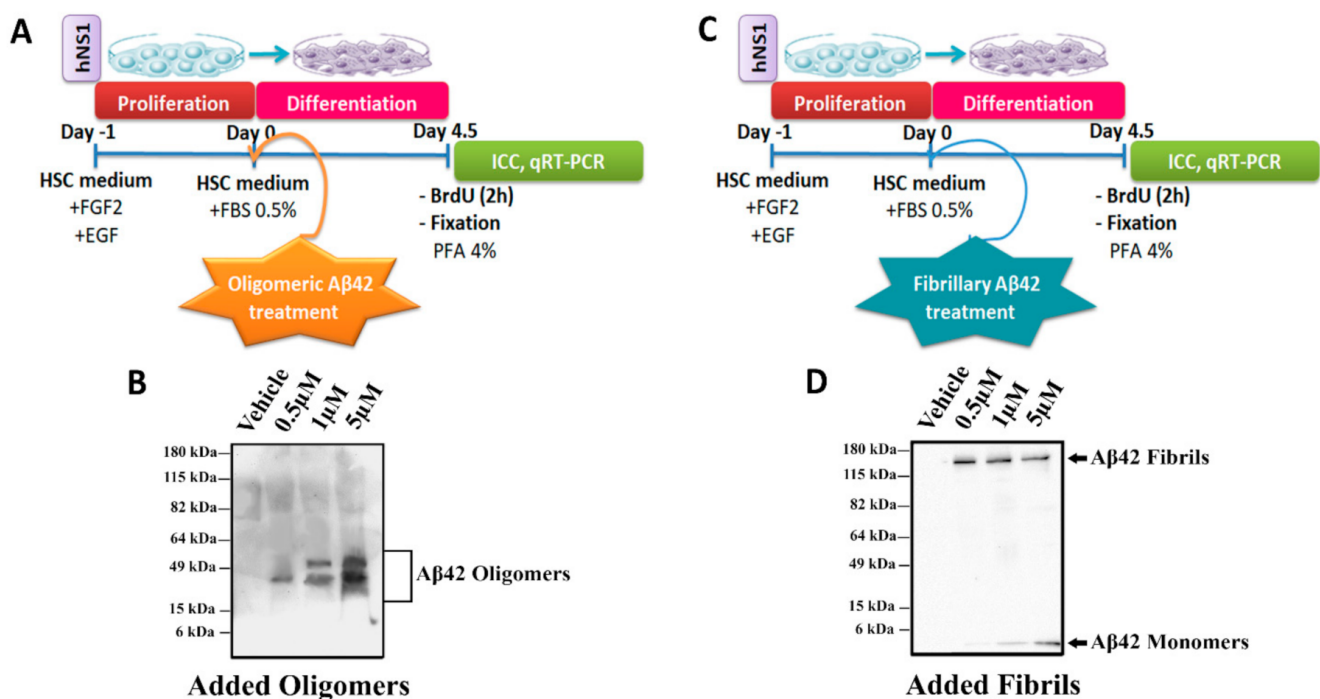 A
hNS1
Proliferation
Differentiation
Day -1
Day 0
Day 4.5
ICC, qRT-PCR
HSC medium
+FGF2
+EGF
HSC medium
+FBS 0.5%
- BrdU (2h)
- Fixation
PFA 4%
Oligomeric Aβ42
treatment
B
Vehicle
0.5µM
1µM
5µM
180 kDa
115 kDa
82 kDa
64 kDa
49 kDa
15 kDa
6 kDa
Aβ42 Oligomers
Added Oligomers
C
hNS1
Proliferation
Differentiation
Day -1
Day 0
Day 4.5
ICC, qRT-PCR
HSC medium
+FGF2
+EGF
HSC medium
+FBS 0.5%
- BrdU (2h)
- Fixation
PFA 4%
Fibrillary Aβ42
treatment
D
Vehicle
0.5µM
1µM
5µM
180 kDa
115 kDa
82 kDa
64 kDa
49 kDa
15 kDa
6 kDa
Aβ42 Fibrils
Aβ42 Monomers
Added Fibrils